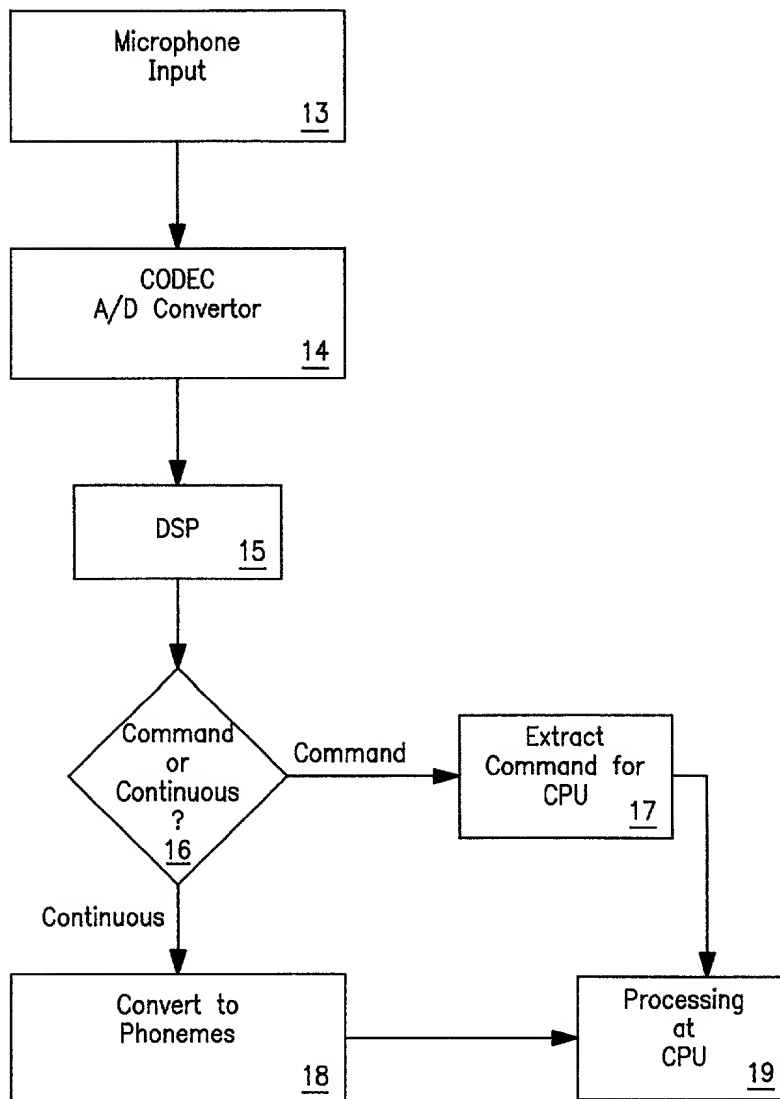 Microphone
Input
13
CODEC
A/D Convertor
14
DSP
15
Command
or
Continuous
?
16
Command
Extract
Command for
CPU
17
Continuous
Convert to
Phonemes
18
Processing
at
CPU
19